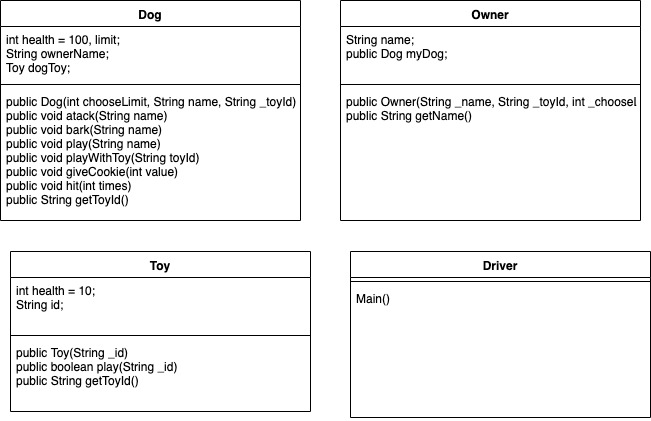 Dog
int health = 100, limit;
String ownerName;
Toy dogToy;
public Dog(int chooseLimit, String name, String _toyId)
public void atack(String name)
public void bark(String name)
public void play(String name)
public void playWithToy(String toyId)
public void giveCookie(int value)
public void hit(int times)
public String getToyId()
Owner
String name;
public Dog myDog;
public Owner(String _name, String _toyId, int _choosel
public String getName()
Toy
int health = 10;
String id;
public Toy(String _id)
public boolean play(String _id)
public String getToyId()
Driver
Main()